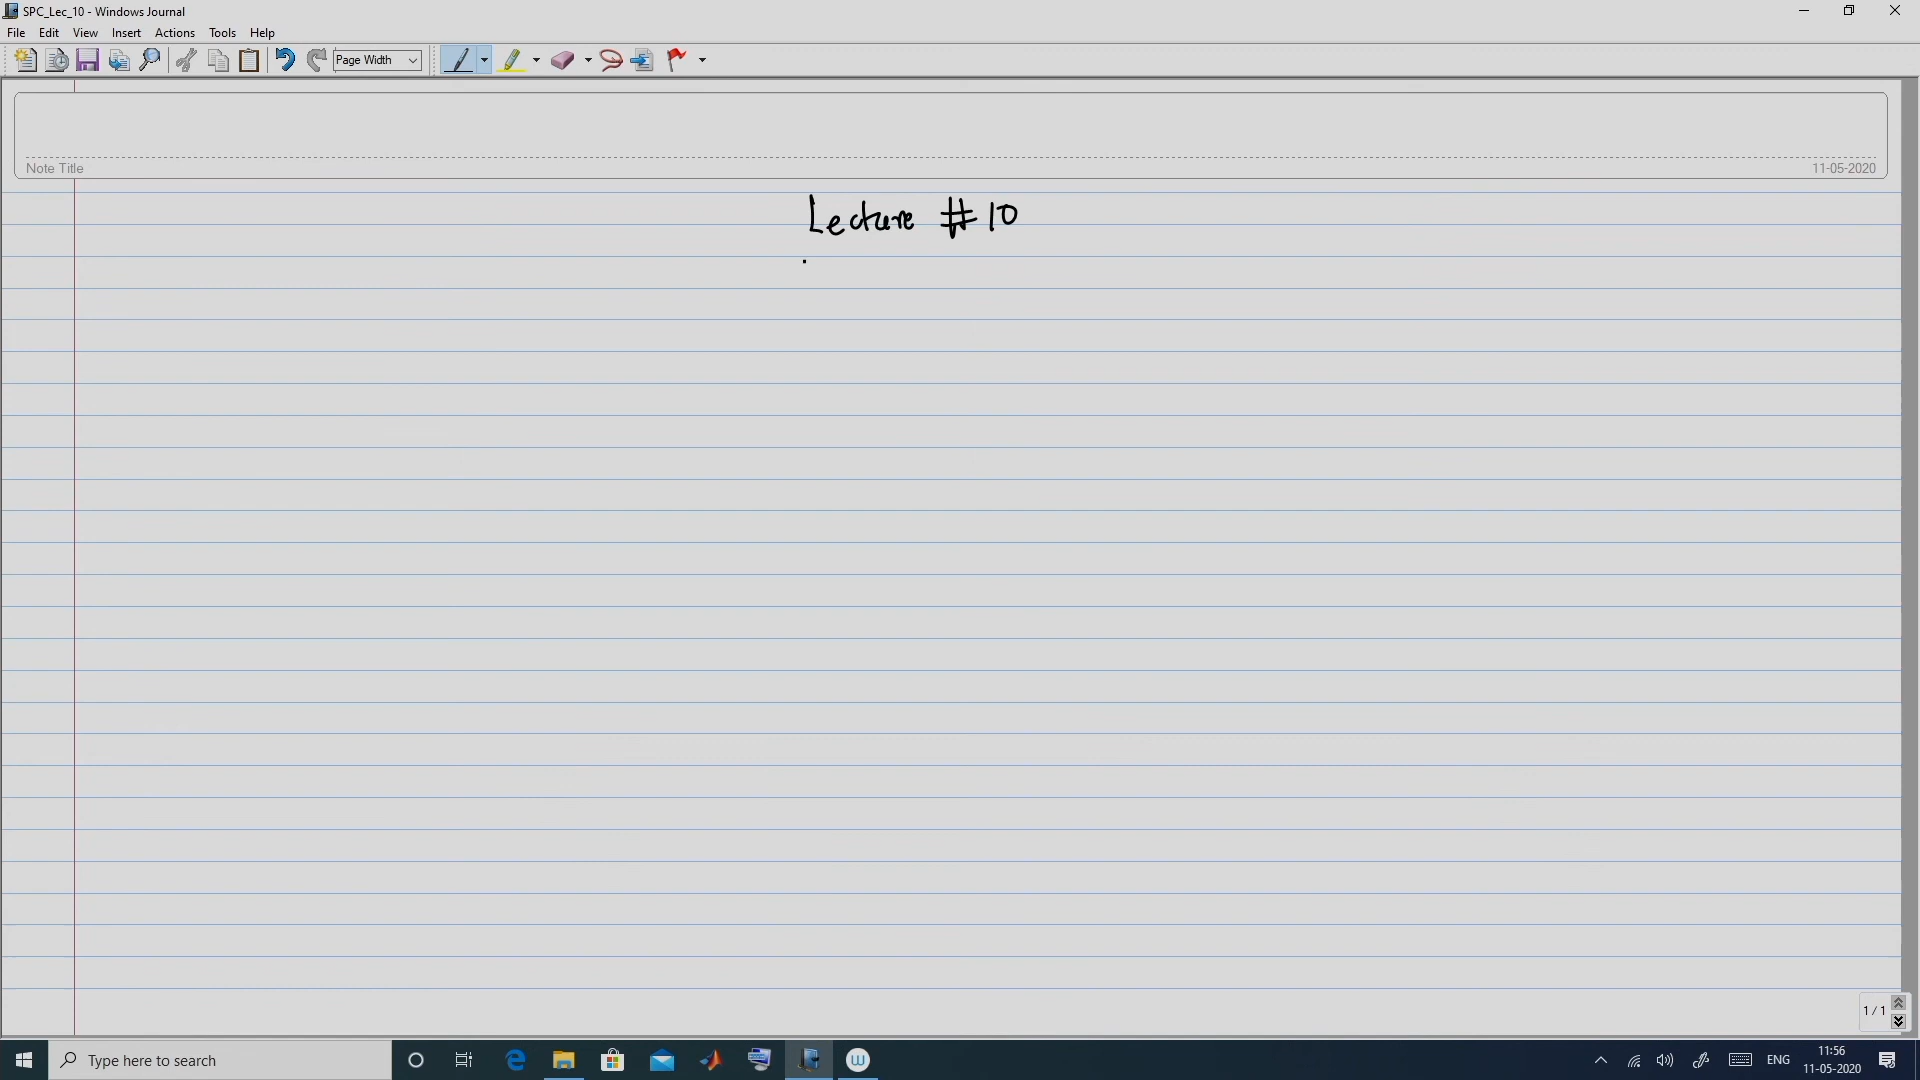 SPC_Lec_10 - Windows Journal
File Edit View Insert Actions Tools Help
Page Width
Note Title
11-05-2020
Lecture #10
1 / 1
Type here to search
ENG
11:56
11-05-2020